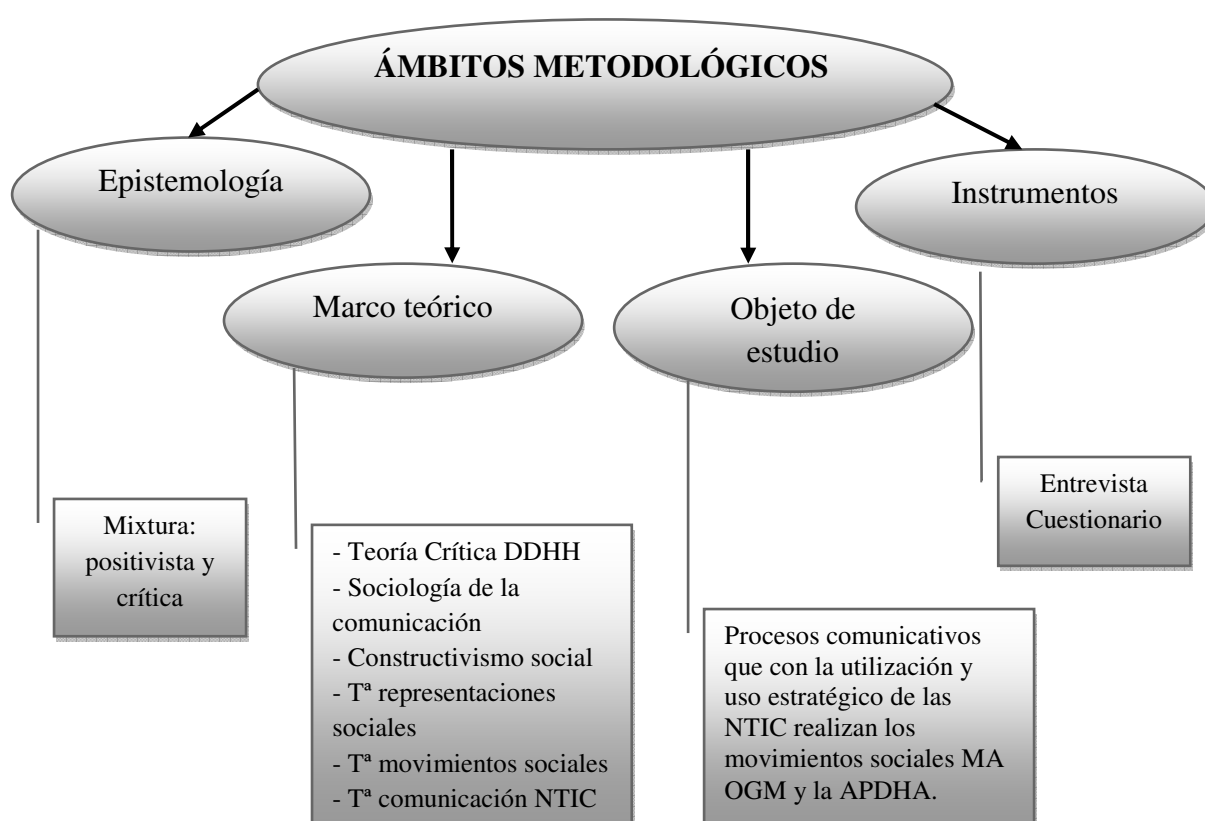 ÁMBITOS METODOLÓGICOS
Epistemología
Marco teórico
Objeto de
estudio
Instrumentos
Mixtura:
positivista y
crítica
- Teoría Crítica DDHH
- Sociología de la
comunicación
- Constructivismo social
- Tª representaciones
sociales
- Tª movimientos sociales
- Tª comunicación NTIC
Procesos comunicativos
que con la utilización y
uso estratégico de las
NTIC realizan los
movimientos sociales MA
OGM y la APDHA.
Entrevista
Cuestionario